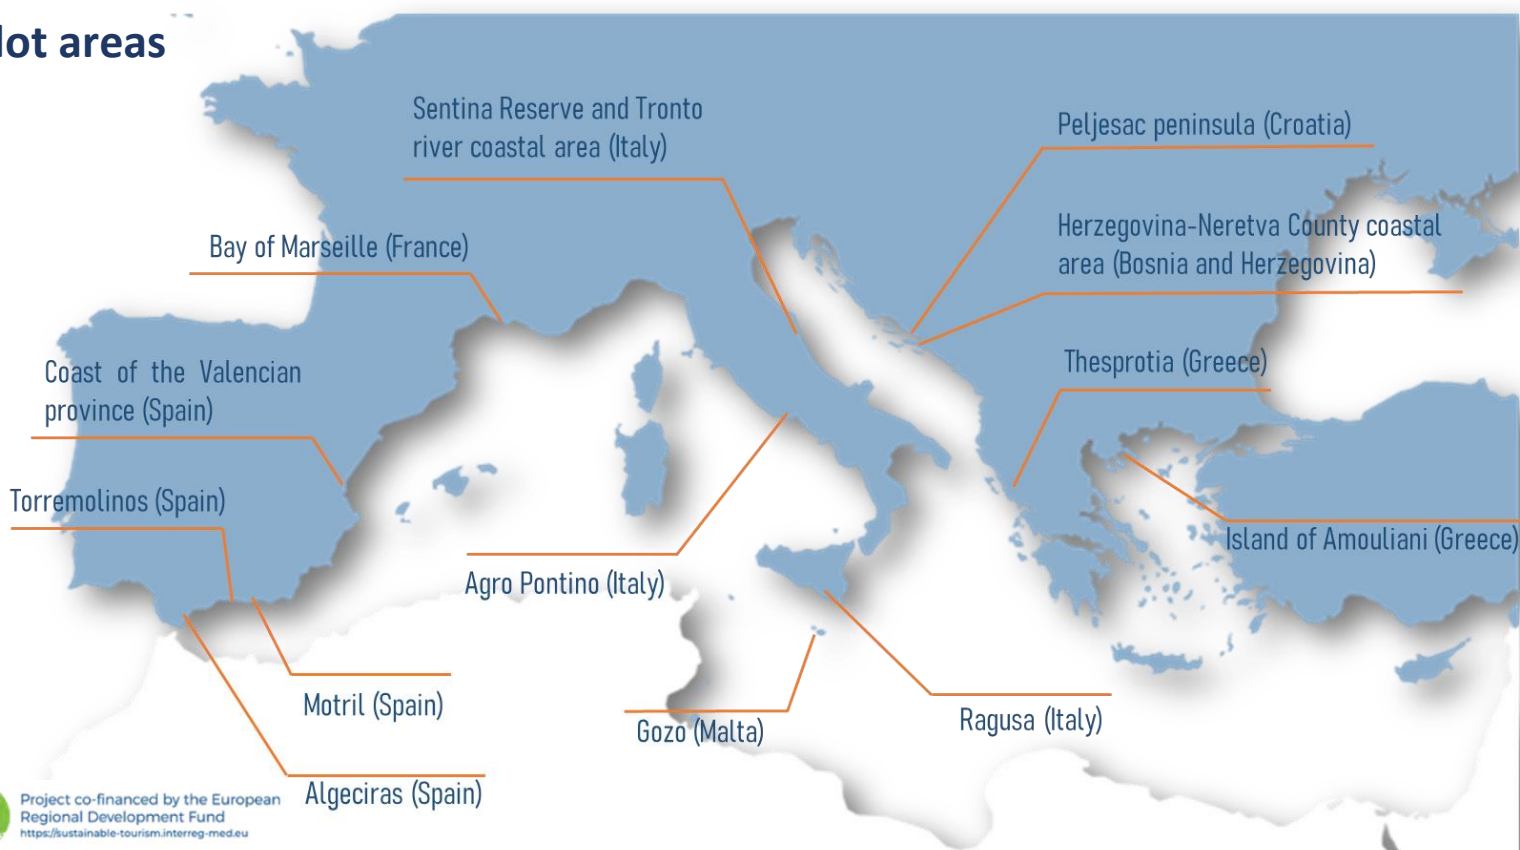 lot areas
Sentina Reserve and Tronto
river coastal area (Italy)
Peljesac peninsula (Croatia)
Bay of Marseille (France)
Herzegovina-Neretva County coastal
area (Bosnia and Herzegovina)
Coast of the Valencian
province (Spain)
Thesprotia (Greece)
Torremolinos (Spain)
Island of Amouliani (Greece)
Agro Pontino (Italy)
Motril (Spain)
Gozo (Malta)
Ragusa (Italy)
Algeciras (Spain)
Project co-financed by the European
Regional Development Fund
https://sustainable-tourism.interreg-med.eu